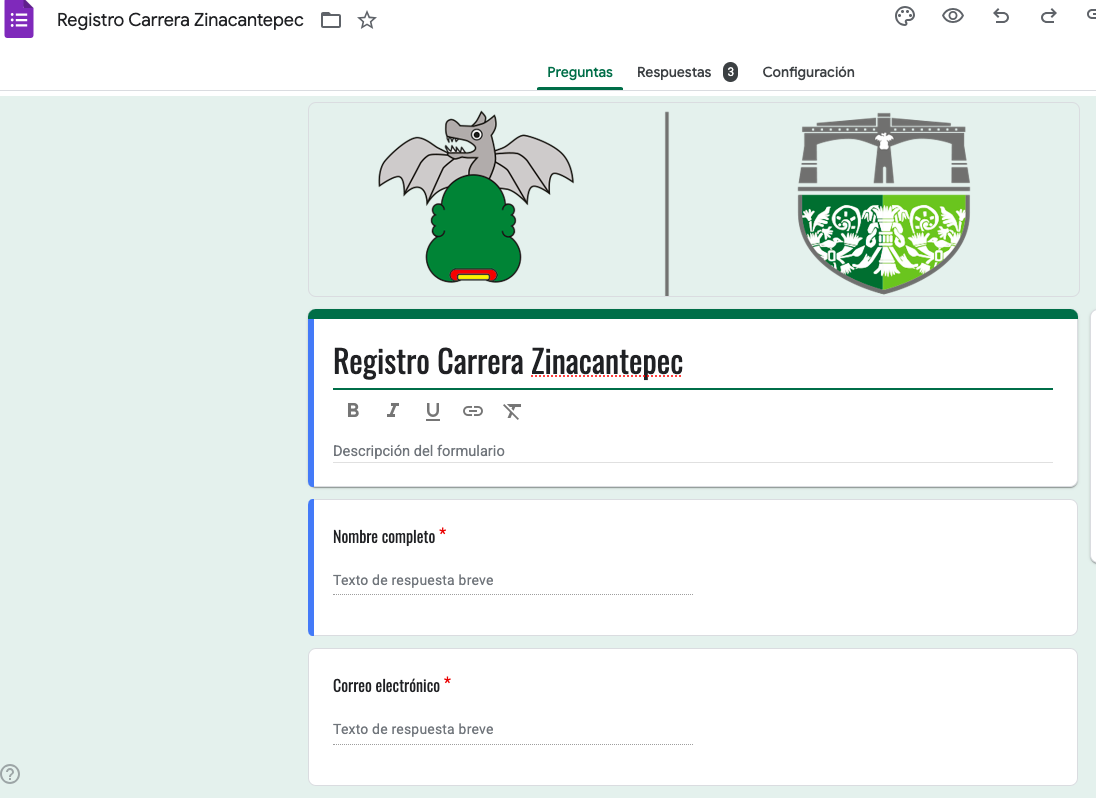 Registro Carrera Zinacantepec
Preguntas Respuestas 3 Configuración
Registro Carrera Zinacantepec
B I U
Descripción del formulario
Nombre completo *
Texto de respuesta breve
Correo electrónico *
Texto de respuesta breve
?